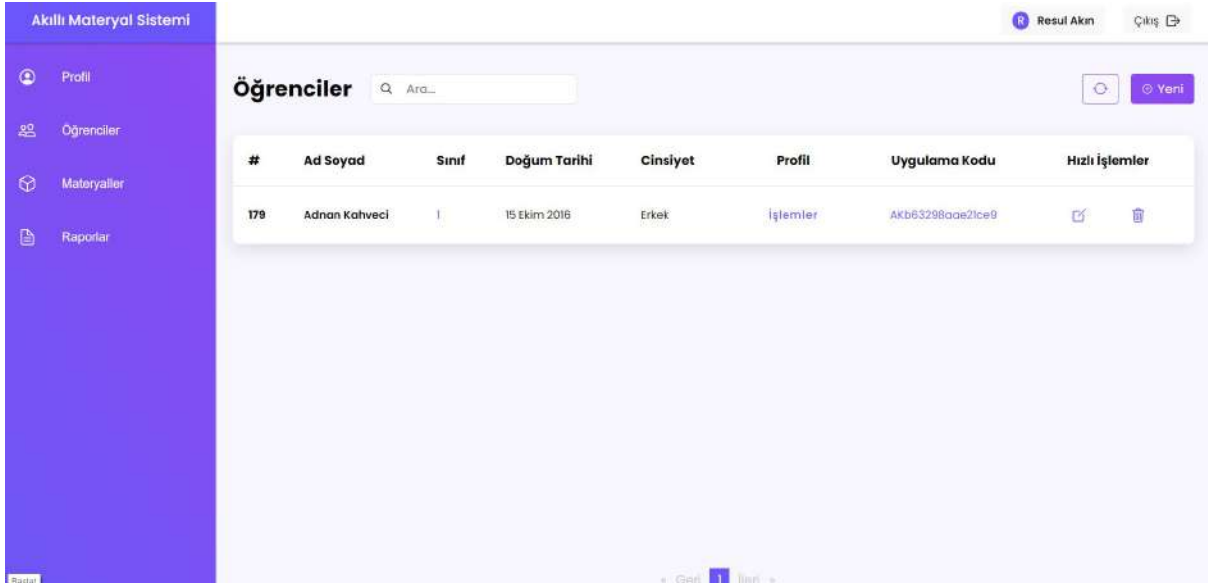 Akıllı Materyal Sistemi
R Resul Akın Çıkış
Profil
Öğrenciler
Materyaller
Raporlar
Öğrenciler Ara... Yeni
# Ad Soyad Sınıf Doğum Tarihi Cinsiyet Profil Uygulama Kodu Hızlı İşlemler
179 Adnan Kahveci 1 15 Ekim 2016 Erkek İşlemler AKb63298aae21ce9
« Geri 1 İleri »